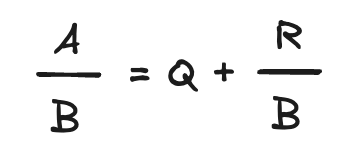 A/B = Q + R/B